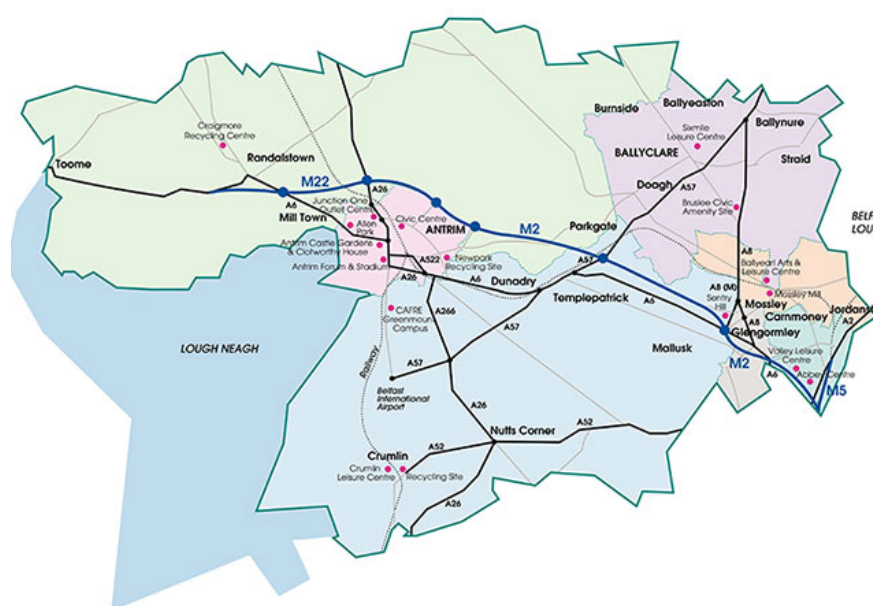 Burnside
Ballyeaston
Ballynure
Craigmore
Recycling Centre
Sixmile
Leisure Centre
Toome
Randalstown
BALLYCLARE
Straid
M22
A26
Doagh
A57
A6
Mill Town
Junction One
Outlet Centre
Civic Centre
Bruslee Civic
Amenity Site
BELF
LOU
Allen
Park
ANTRIM
M2
Parkgate
Antrim Castle Gardens
& Clotworthy House
A522
Newpark
Recycling Site
A57
A8
Ballyearl Arts &
Leisure Centre
Antrim Forum & Stadium
A26
A6
Dunadry
A8 (M)
Mossley Mill
Templepatrick
A6
Sentry
Hill
Mossley
Jordanst
CAFRE
Greenmount
Campus
A266
A57
A8
Carnmoney
A2
Glengormley
LOUGH NEAGH
Mallusk
Valley Leisure
Centre
Railway
A57
M2
A6
Abbey Centre
M5
Belfast
International
Airport
A26
Nutts Corner
A52
A52
Crumlin
Crumlin
Leisure Centre
Recycling Site
A26